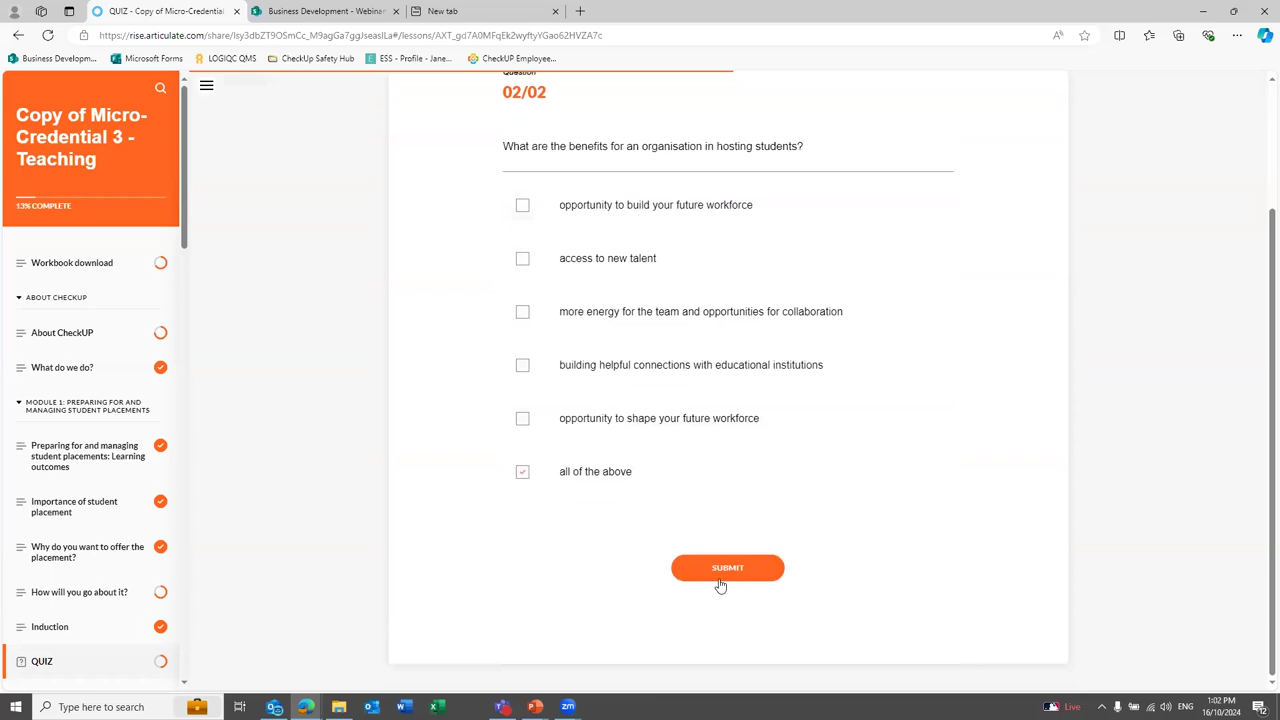 QUIZ - Copy of Micro-Credential
Business Development - Webinar
New tab
https://rise.articulate.com/share/
Business Developm...
Microsoft Forms
LOGIQC QMS
CheckUp Safety Hub
ESS - Profile - Jane...
CheckUP Employee...
Copy of Micro-
Credential 3 -
Teaching
13% COMPLETE
Workbook download
ABOUT CHECKUP
About CheckUP
What do we do?
MODULE 1: PREPARING FOR AND
MANAGING STUDENT PLACEMENTS
Preparing for and managing
student placements: Learning
outcomes
Importance of student
placement
Why do you want to offer the
placement?
How will you go about it?
Induction
QUIZ
Question
02/02
What are the benefits for an organisation in hosting students?
opportunity to build your future workforce
access to new talent
more energy for the team and opportunities for collaboration
building helpful connections with educational institutions
opportunity to shape your future workforce
all of the above
SUBMIT
Type here to search
Live
1:02 PM
16/10/2024